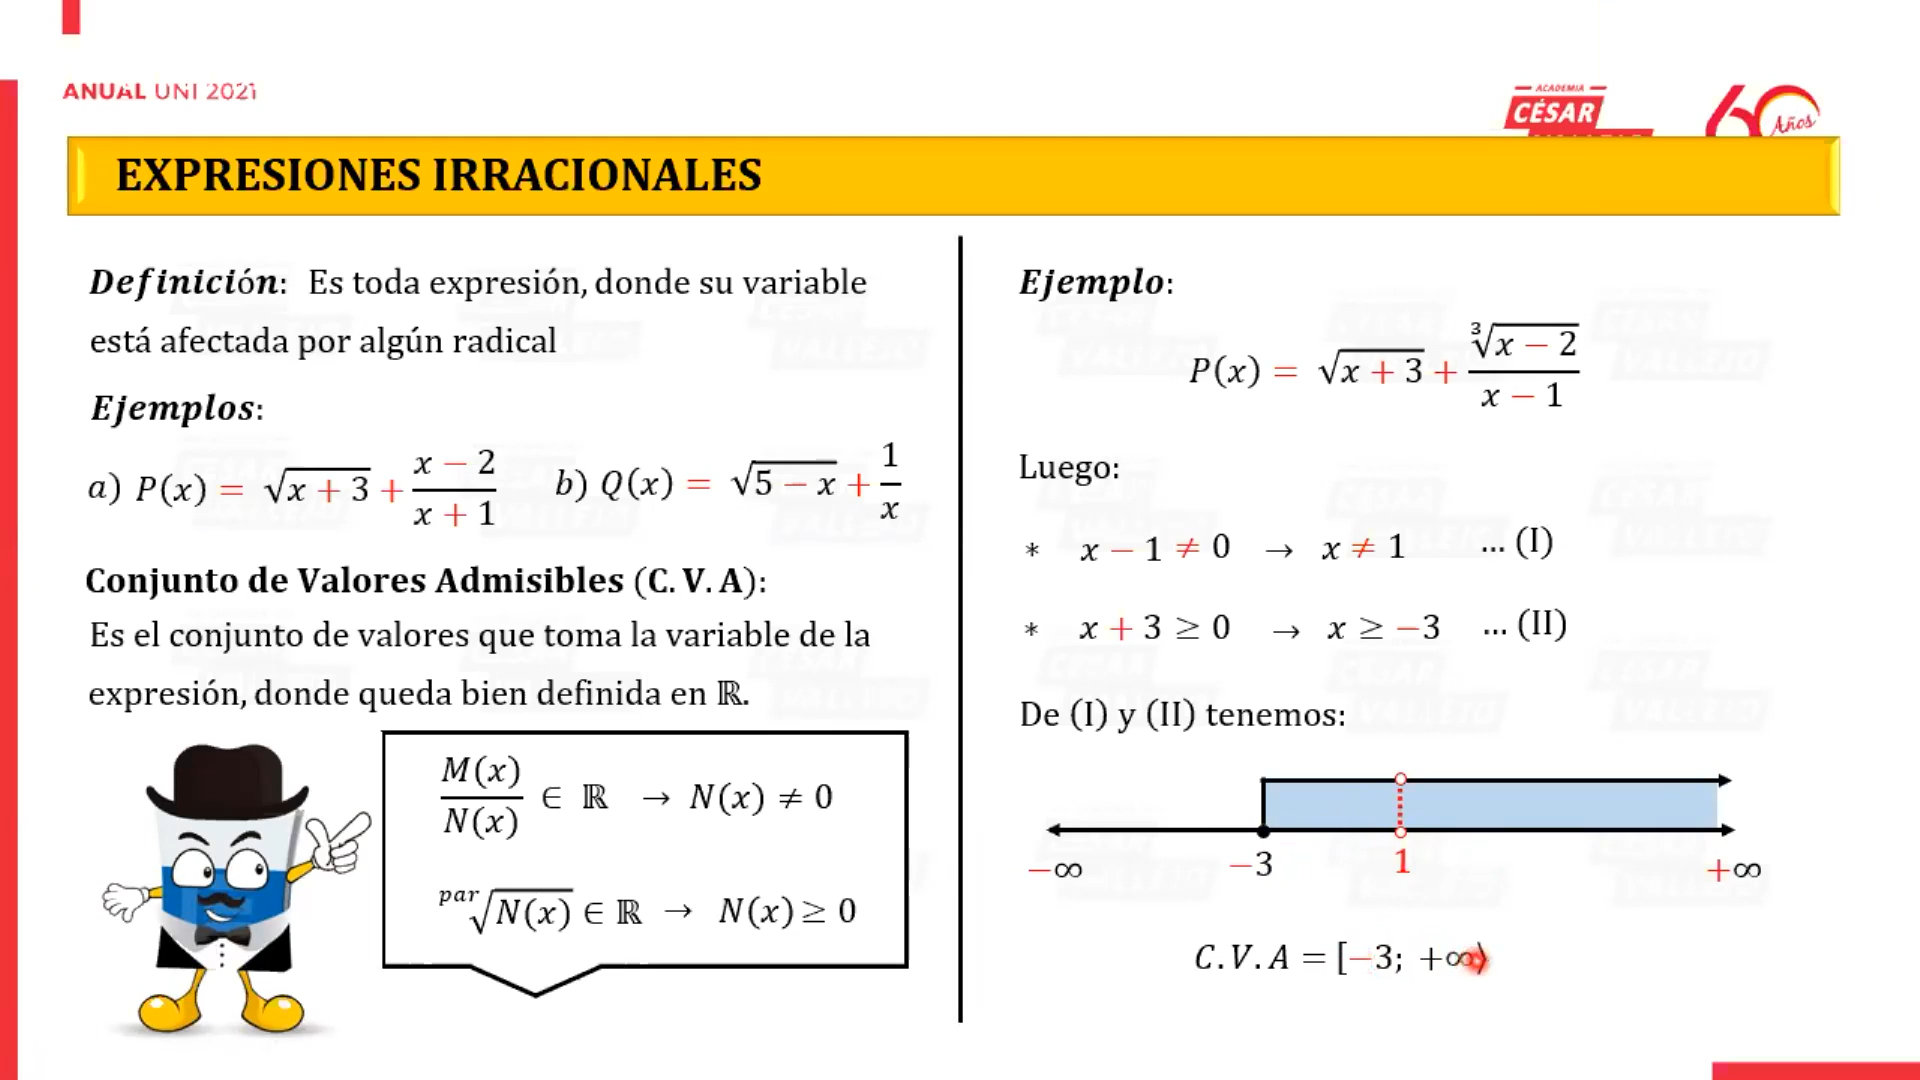 ANUAL UNI 2021
ACADEMIA
CÉSAR
60 Años
EXPRESIONES IRRACIONALES
Definición: Es toda expresión, donde su variable
está afectada por algún radical
Ejemplos:
a) P(x) = √(x + 3) + (x − 2)/(x + 1)   b) Q(x) = √(5 − x) + 1/x
Conjunto de Valores Admisibles (C. V. A):
Es el conjunto de valores que toma la variable de la
expresión, donde queda bien definida en ℝ.
M(x)/N(x) ∈ ℝ → N(x) ≠ 0
par√N(x) ∈ ℝ → N(x) ≥ 0
Ejemplo:
P(x) = √(x + 3) + ∛(x − 2)/(x − 1)
Luego:
* x − 1 ≠ 0 → x ≠ 1 ... (I)
* x + 3 ≥ 0 → x ≥ −3 ... (II)
De (I) y (II) tenemos:
−∞ −3 1 +∞
C.V.A = [−3; +∞⟩